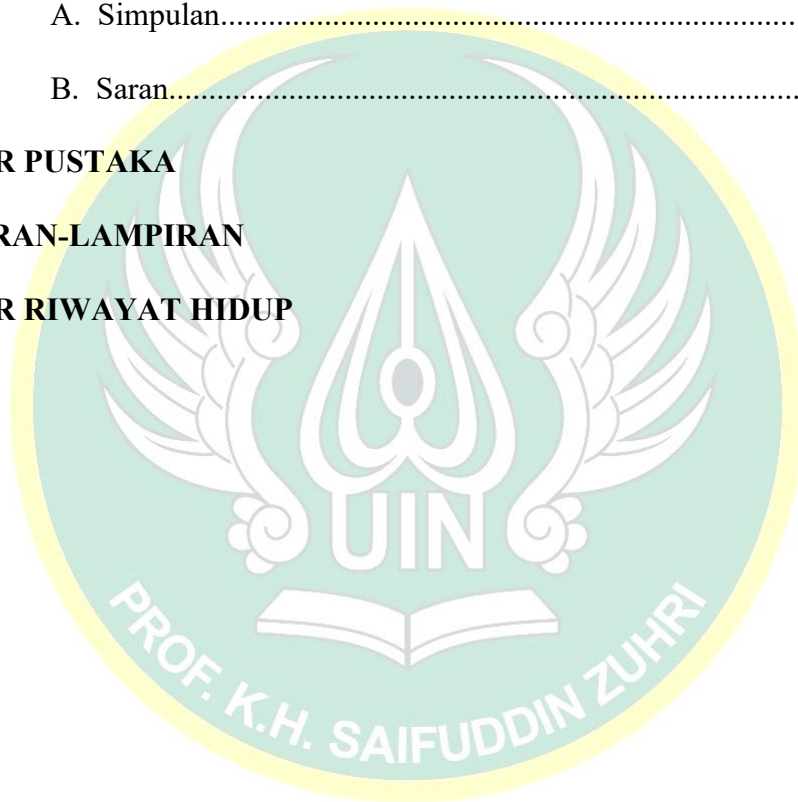 A. Simpulan......................................................................
B. Saran.............................................................................
R PUSTAKA
RAN-LAMPIRAN
R RIWAYAT HIDUP
UIN
PROF. K.H. SAIFUDDIN ZUHRI